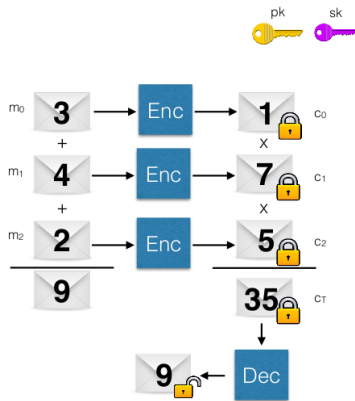 pk sk
m₀ 3 Enc 1 c₀
+ x
m₁ 4 Enc 7 c₁
+ x
m₂ 2 Enc 5 c₂
9 35 c_T
9 Dec